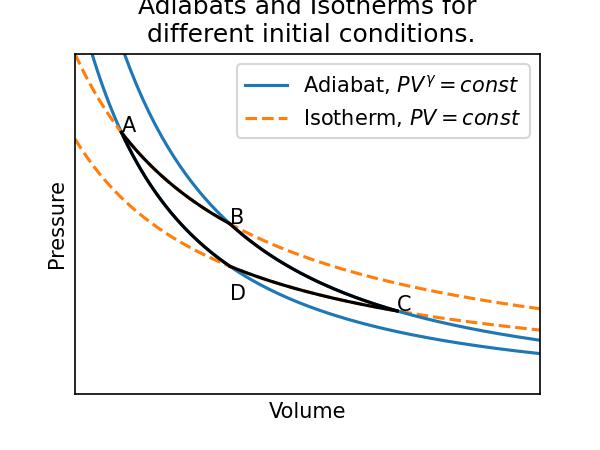 Adiabats and Isotherms for
different initial conditions.
Adiabat, PV^γ = const
Isotherm, PV = const
A
B
C
D
Pressure
Volume